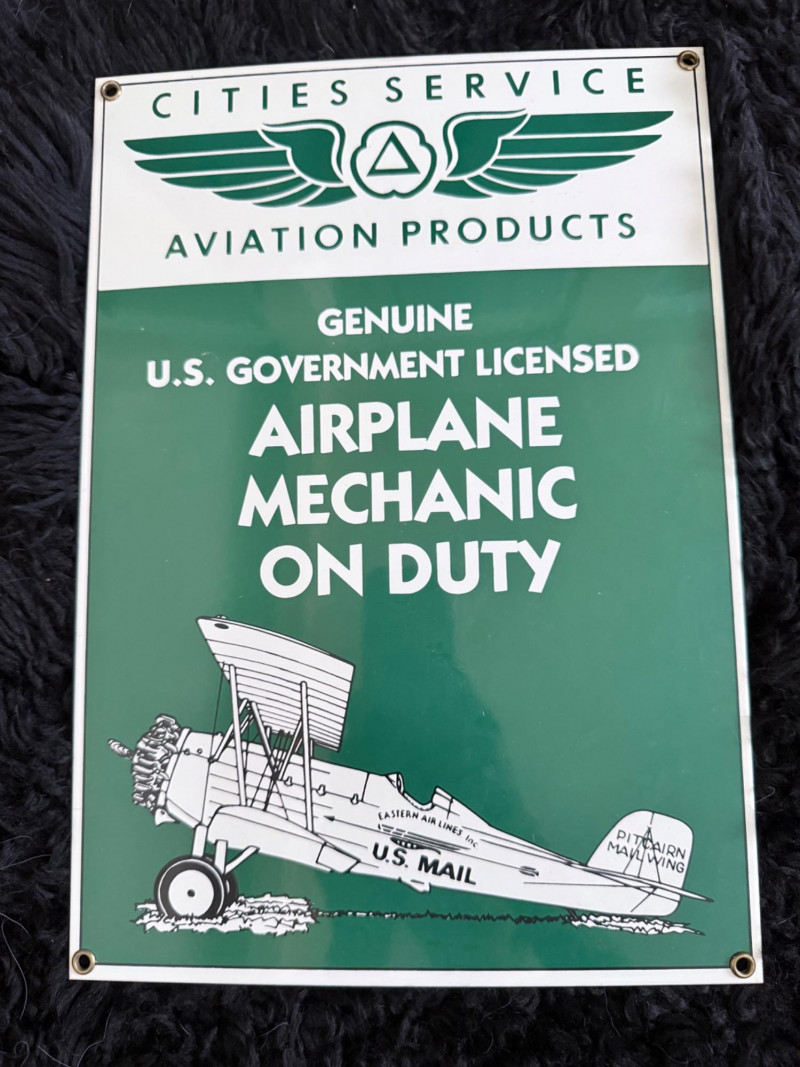 CITIES SERVICE
AVIATION PRODUCTS
GENUINE
U.S. GOVERNMENT LICENSED
AIRPLANE
MECHANIC
ON DUTY
EASTERN AIR LINES Inc
U.S. MAIL
PITCAIRN
MAILWING